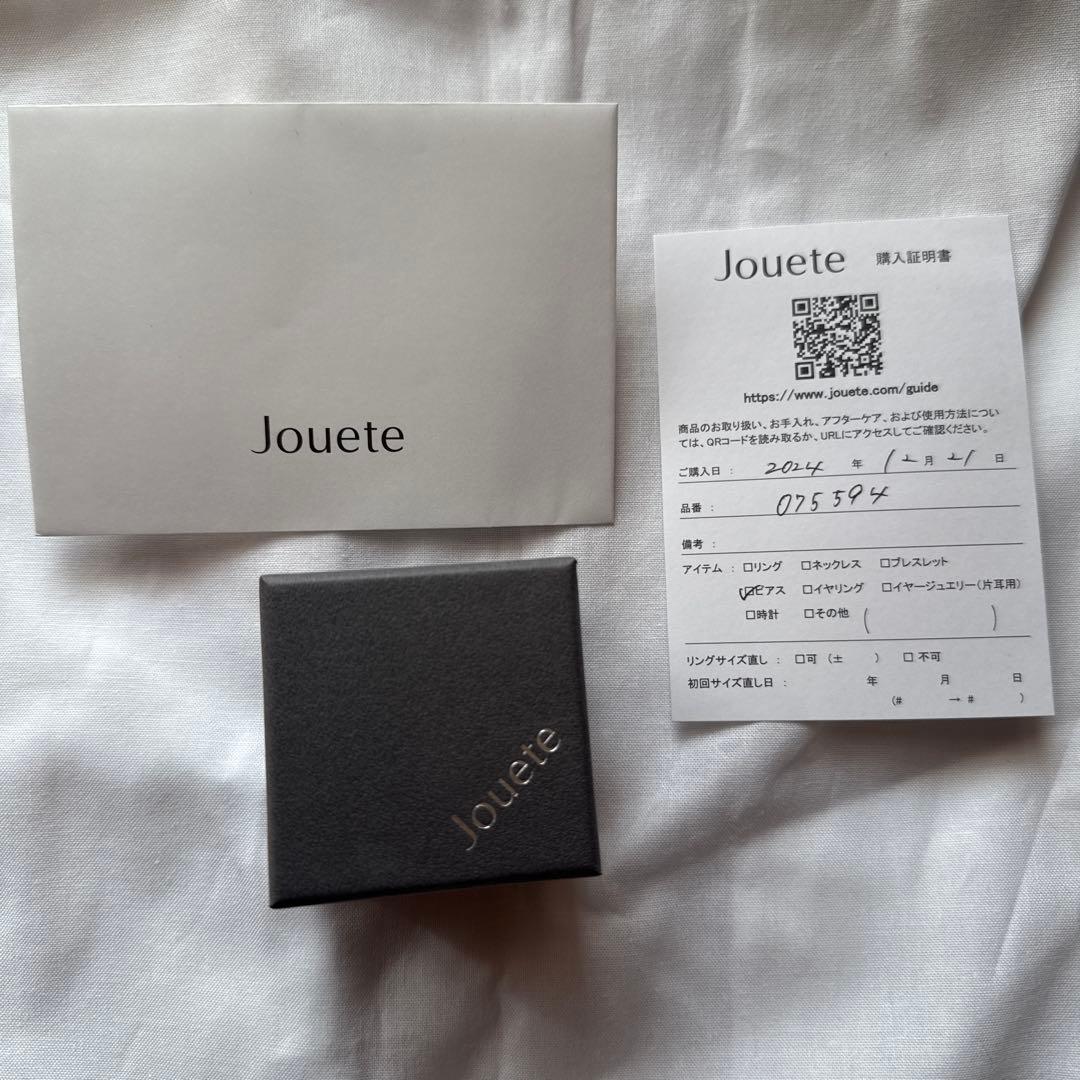 Jouete
Jouete 購入証明書
https://www.jouete.com/guide
商品のお取り扱い、お手入れ、アフターケア、および使用方法につい
ては、QRコードを読み取るか、URLにアクセスしてご確認ください。
ご購入日 : 2024 年 12 月 21 日
品番 : 075594
備考 :
アイテム : □リング □ネックレス □ブレスレット
☑ピアス □イヤリング □イヤージュエリー(片耳用)
□時計 □その他 ( )
リングサイズ直し : □可 (± ) □不可
初回サイズ直し日 : 年 月 日
(# → # )
Jouete